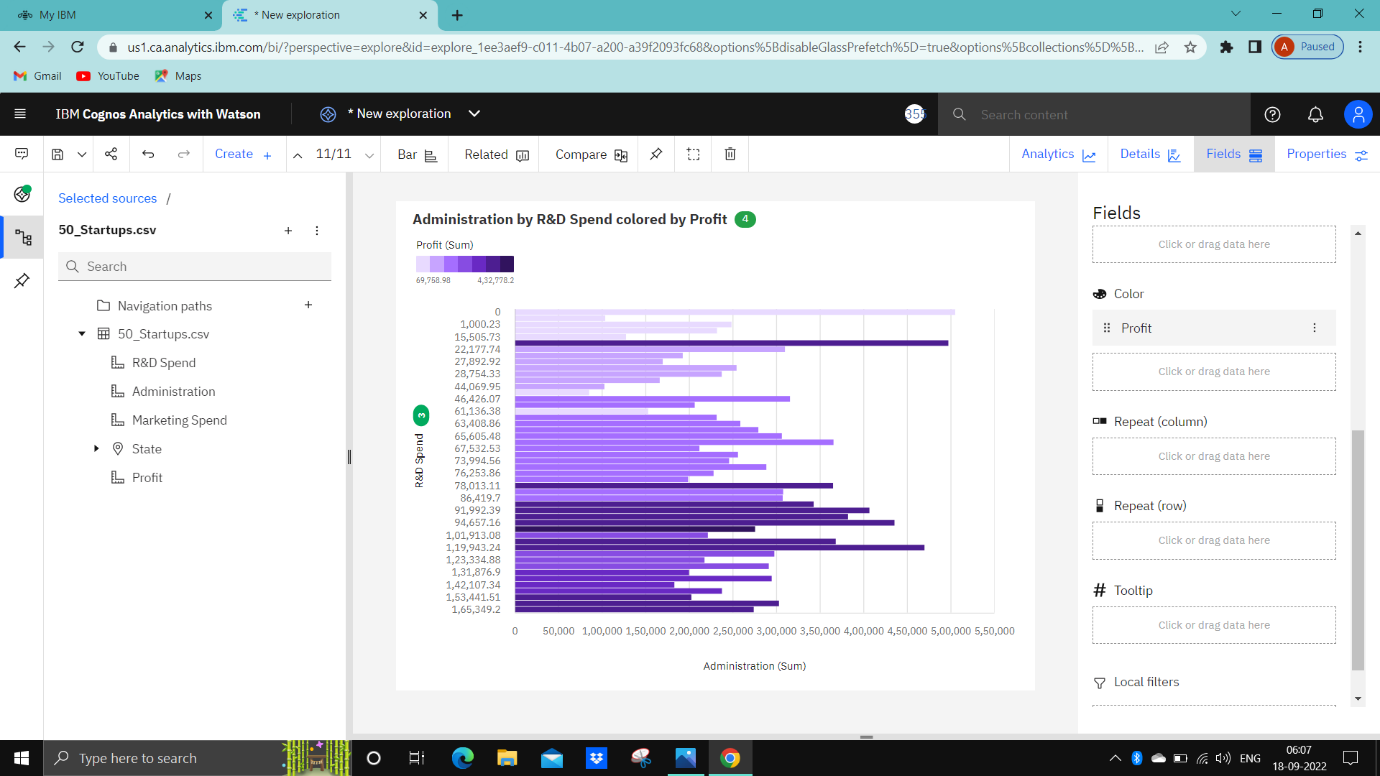 My IBM
* New exploration
us1.ca.analytics.ibm.com/bi/?perspective=explore&id=explore_1ee3aef9-c011-4b07-a200-a39f2093fc68&options%5BdisableGlassPrefetch%5D=true&options%5Bcollections%5D%5B...
A Paused
Gmail YouTube Maps
IBM Cognos Analytics with Watson
* New exploration
355
Search content
Create + 11/11 Bar Related Compare
Analytics Details Fields Properties
Selected sources /
50_Startups.csv
Search
Navigation paths
50_Startups.csv
R&D Spend
Administration
Marketing Spend
State
Profit
Administration by R&D Spend colored by Profit 4
Profit (Sum)
69,758.98 4,32,778.2
R&D Spend 3
0
1,000.23
15,505.73
22,177.74
27,892.92
28,754.33
44,069.95
46,426.07
61,136.38
63,408.86
65,605.48
67,532.53
73,994.56
76,253.86
78,013.11
86,419.7
91,992.39
94,657.16
1,01,913.08
1,19,943.24
1,23,334.88
1,31,876.9
1,42,107.34
1,53,441.51
1,65,349.2
0 50,000 1,00,000 1,50,000 2,00,000 2,50,000 3,00,000 3,50,000 4,00,000 4,50,000 5,00,000 5,50,000
Administration (Sum)
Fields
Click or drag data here
Color
Profit
Click or drag data here
Repeat (column)
Click or drag data here
Repeat (row)
Click or drag data here
# Tooltip
Click or drag data here
Local filters
Type here to search
ENG
06:07
18-09-2022